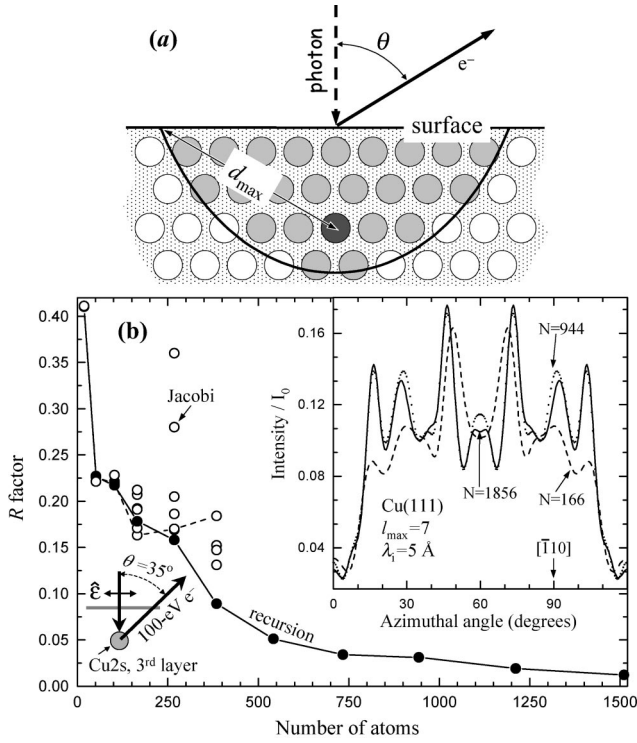 (a)
photon
θ
e⁻
surface
d_max
(b)
R factor
0.40
0.35
0.30
0.25
0.20
0.15
0.10
0.05
0.00
Jacobi
recursion
θ =35°
ε̂
100-eV e⁻
Cu2s, 3rd layer
0
250
500
750
1000
1250
1500
Number of atoms
Intensity / I₀
0.16
0.12
0.08
0.04
N=944
N=1856
N=166
Cu(111)
l_max=7
λ_i=5 Å
[1̄10]
0
30
60
90
120
Azimuthal angle (degrees)